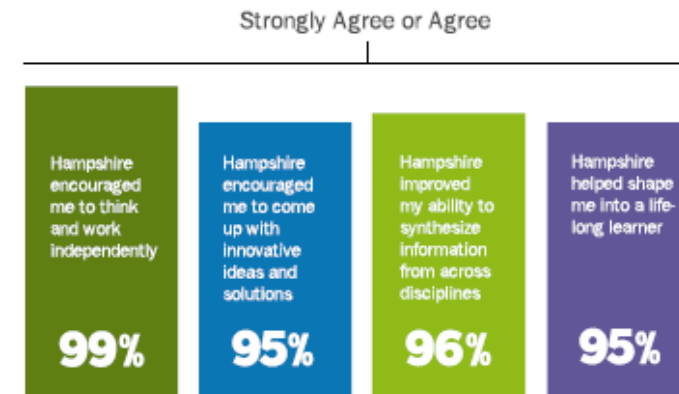 Strongly Agree or Agree
Hampshire
encouraged
me to think
and work
independently
99%
Hampshire
encouraged
me to come
up with
innovative
ideas and
solutions
95%
Hampshire
improved
my ability to
synthesize
information
from across
disciplines
96%
Hampshire
helped shape
me into a life-
long learner
95%